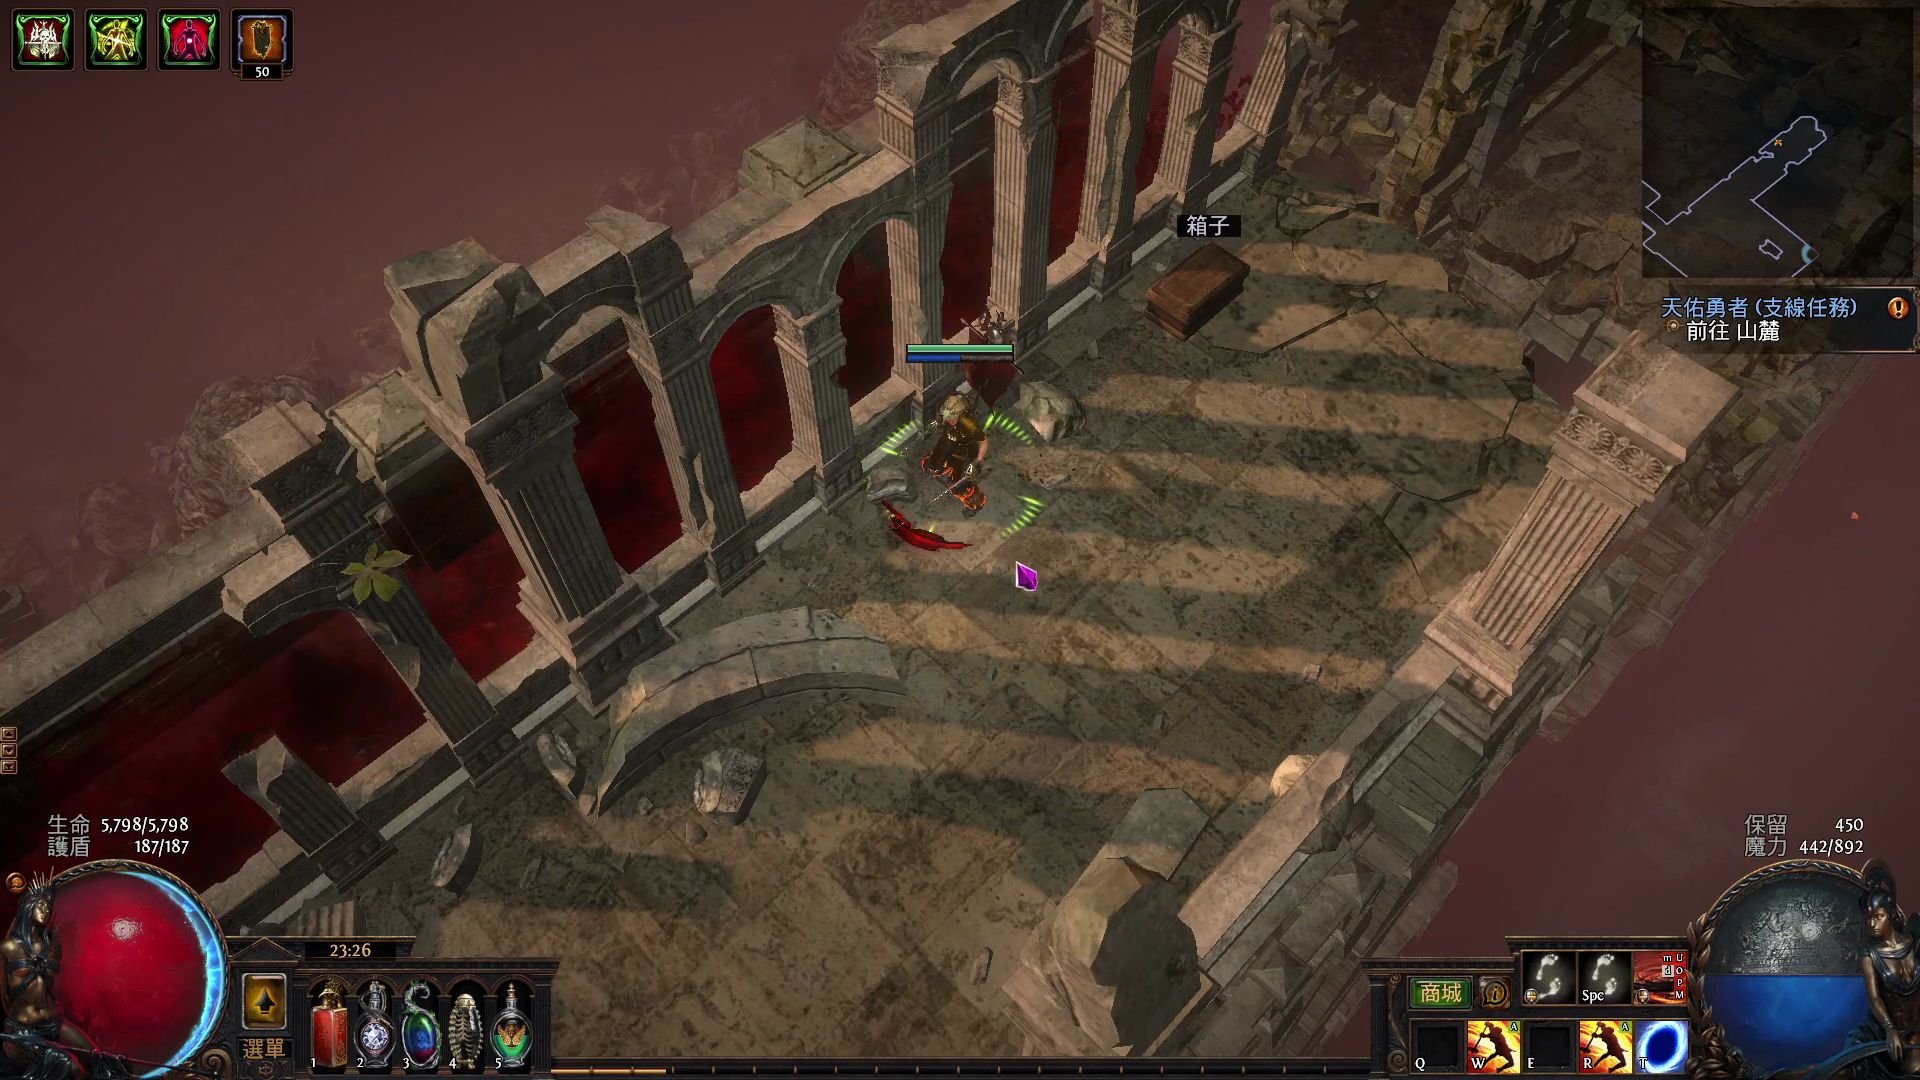 50
箱子
天佑勇者 (支線任務)
前往 山麓
生命 5,798/5,798
護盾 187/187
保留 450
魔力 442/892
23:26
選單
1 2 3 4 5
商城
Spc
m U
d O
P
M
Q W A E R A T